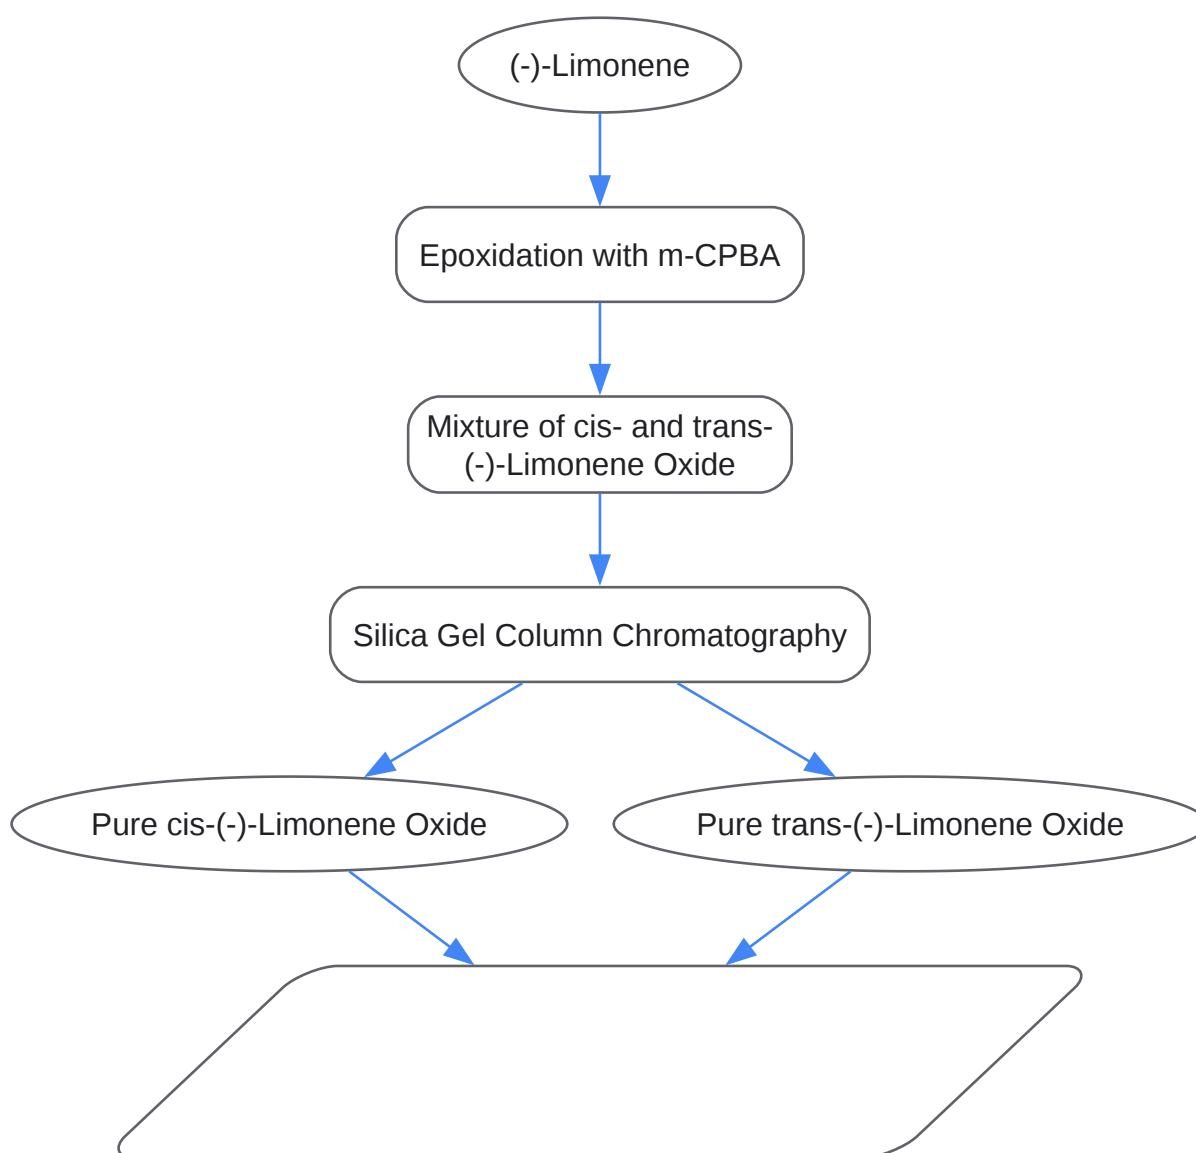 (-)-Limonene
Epoxidation with m-CPBA
Mixture of cis- and trans-
(-)-Limonene Oxide
Silica Gel Column Chromatography
Pure cis-(-)-Limonene Oxide
Pure trans-(-)-Limonene Oxide